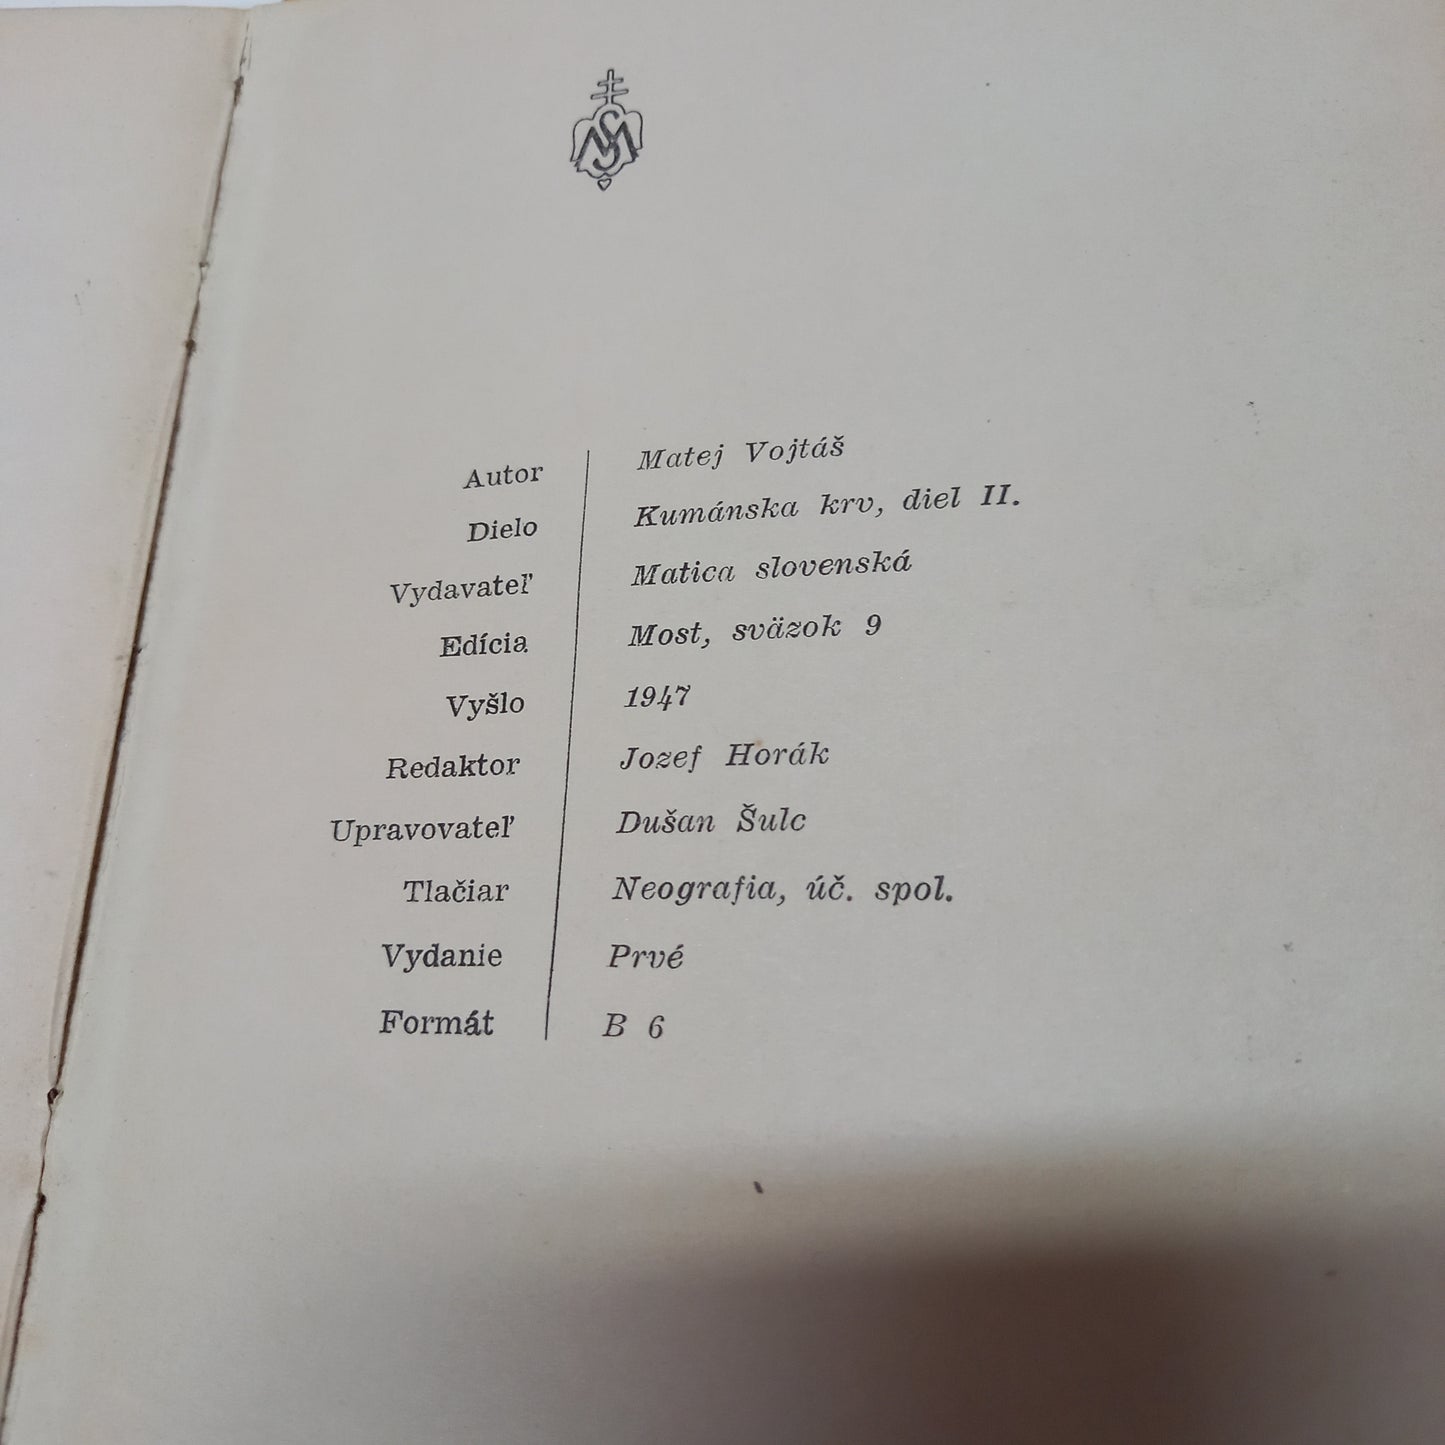 MS
Autor Matej Vojtáš
Dielo Kumánska krv, diel II.
Vydavateľ Matica slovenská
Edícia Most, sväzok 9
Vyšlo 1947
Redaktor Jozef Horák
Upravovateľ Dušan Šulc
Tlačiar Neografia, úč. spol.
Vydanie Prvé
Formát B 6